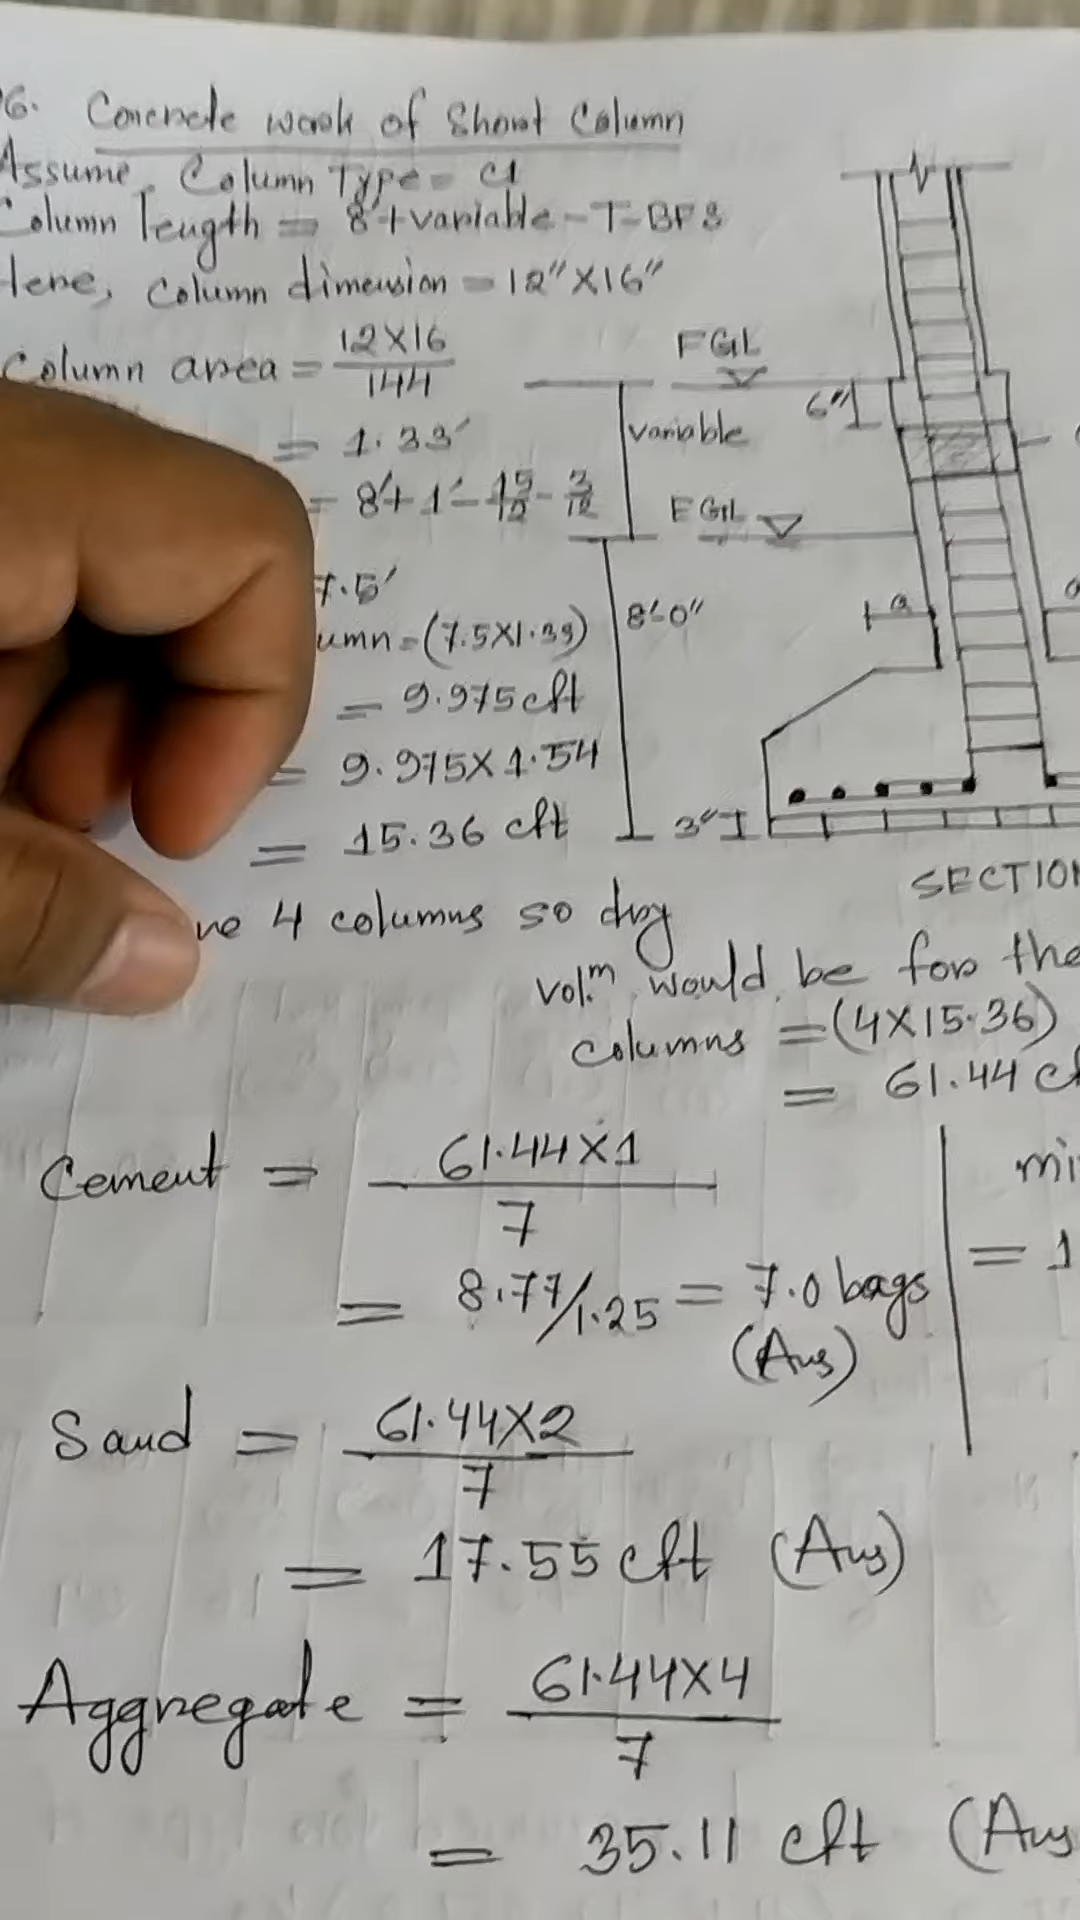 6. Concrete work of Short Column
Assume, Column Type = C1
Column length = 8'+variable-T-BFS
Here, Column dimension = 12"X16"
Column area = 12X16
144
= 1.33'
= 8'+1'-15/12-3/12
7.5'
umn = (7.5X1.33)
= 9.975 cft
= 9.975X1.54
= 15.36 cft
ve 4 columns so dry
vol.m would be for the
columns = (4X15.36)
= 61.44 cf
FGL
6"
variable
EGL
a
8'-0"
3"
SECTION
Cement = 61.44X1
7
= 8.77/1.25 = 7.0 bags
(Ans)
mi
= 1
Sand = 61.44X2
7
= 17.55 cft (Ans)
Aggregate = 61.44X4
7
= 35.11 cft (Ans